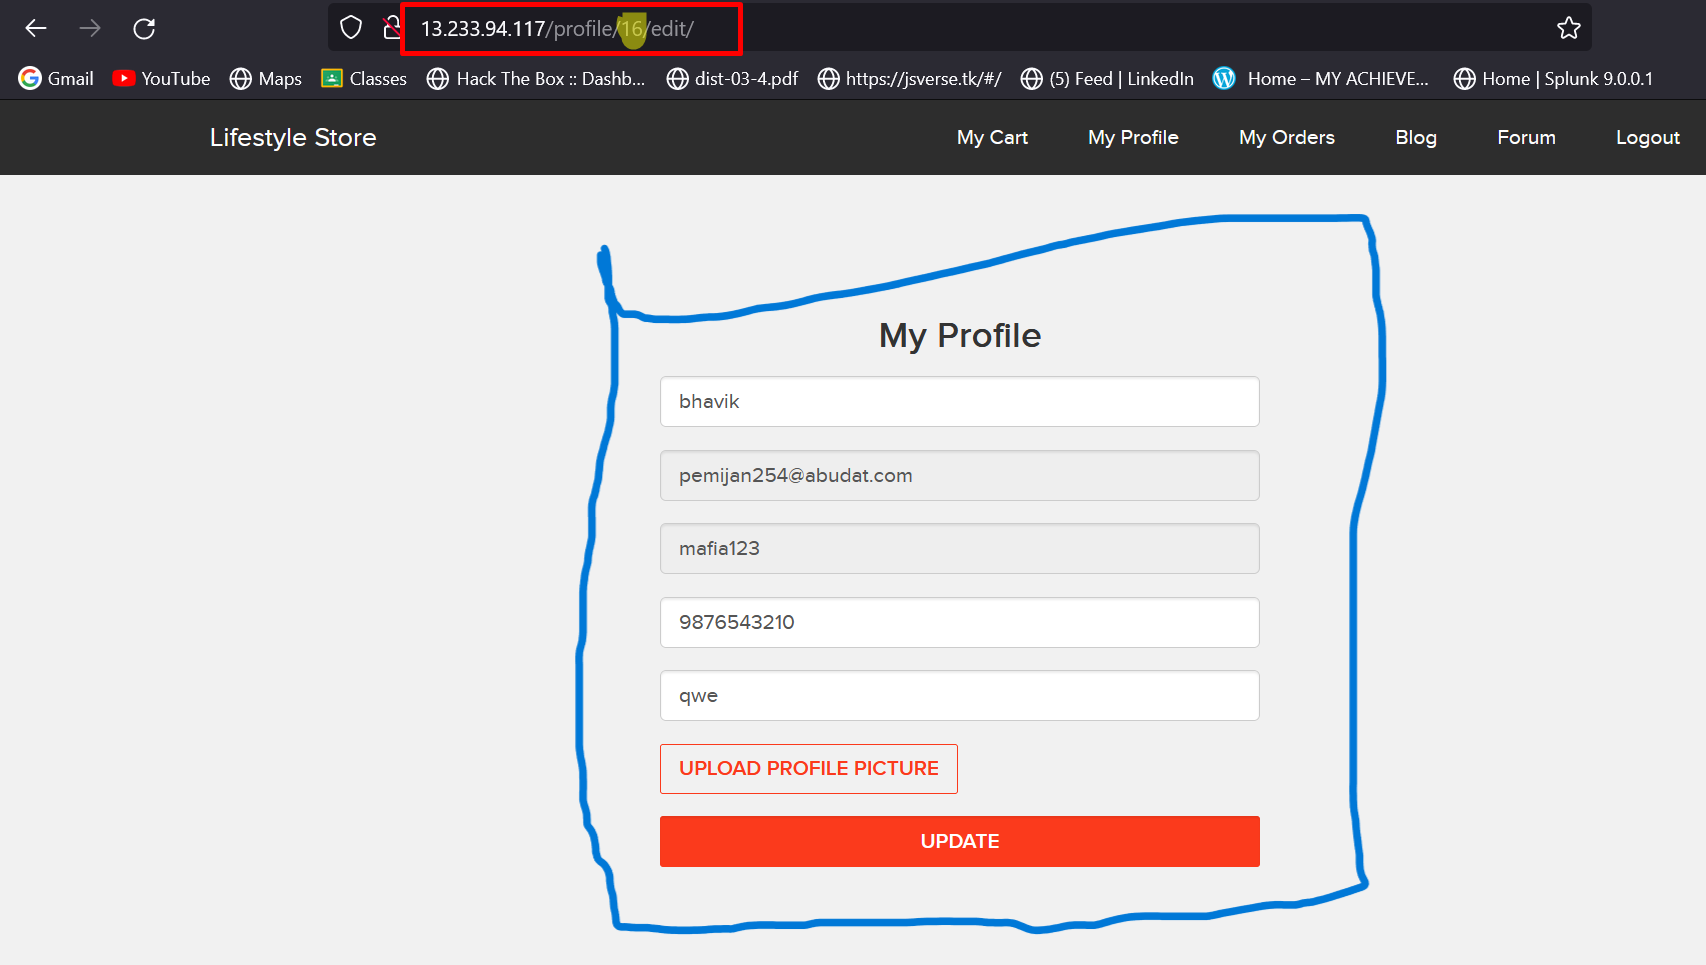 13.233.94.117/profile/16/edit/
Gmail YouTube Maps Classes Hack The Box :: Dashb... dist-03-4.pdf https://jsverse.tk/#/ (5) Feed | LinkedIn Home – MY ACHIEVE... Home | Splunk 9.0.0.1
Lifestyle Store My Cart My Profile My Orders Blog Forum Logout
My Profile
bhavik
pemijan254@abudat.com
mafia123
9876543210
qwe
UPLOAD PROFILE PICTURE
UPDATE